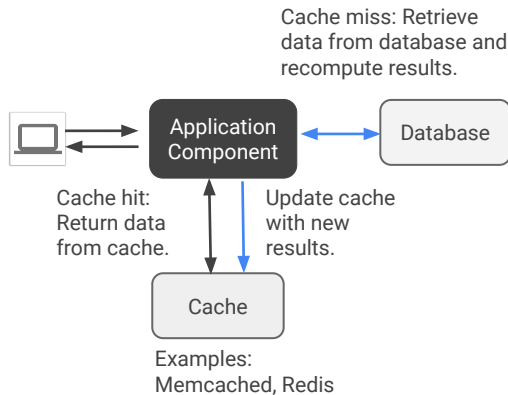 Cache miss: Retrieve
data from database and
recompute results.
Application
Component
Database
Cache hit:
Return data
from cache.
Update cache
with new
results.
Cache
Examples:
Memcached, Redis